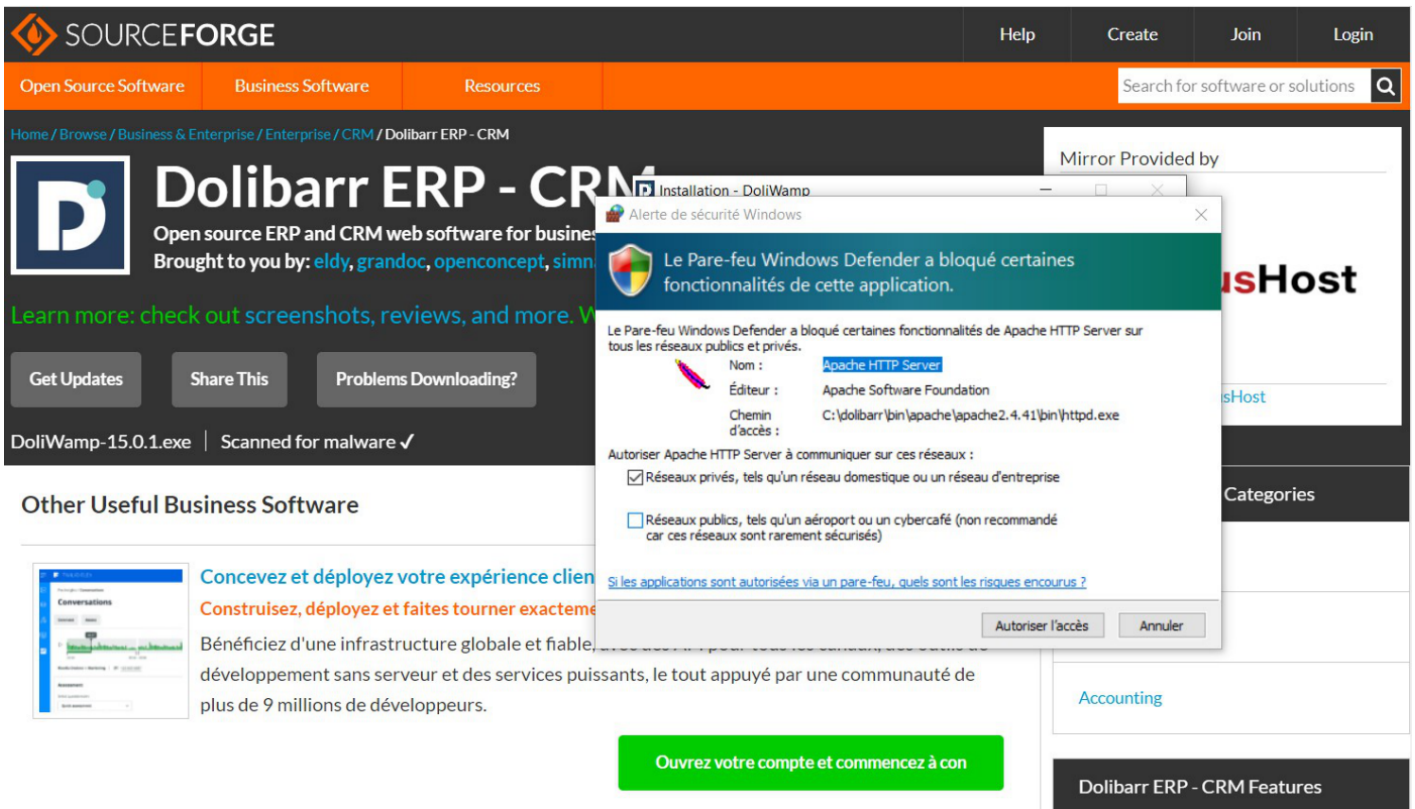 SOURCEFORGE
Help
Create
Join
Login
Open Source Software
Business Software
Resources
Search for software or solutions
Home / Browse / Business & Enterprise / Enterprise / CRM / Dolibarr ERP - CRM
Dolibarr ERP - CRM
Open source ERP and CRM web software for busines
Brought to you by: eldy, grandoc, openconcept, simn
Learn more: check out screenshots, reviews, and more. W
Get Updates
Share This
Problems Downloading?
DoliWamp-15.0.1.exe | Scanned for malware ✓
Mirror Provided by
usHost
sHost
Installation - DoliWamp
Alerte de sécurité Windows
Le Pare-feu Windows Defender a bloqué certaines
fonctionnalités de cette application.
Le Pare-feu Windows Defender a bloqué certaines fonctionnalités de Apache HTTP Server sur
tous les réseaux publics et privés.
Nom : Apache HTTP Server
Éditeur : Apache Software Foundation
Chemin C:\dolibarr\bin\apache\apache2.4.41\bin\httpd.exe
d'accès :
Autoriser Apache HTTP Server à communiquer sur ces réseaux :
Réseaux privés, tels qu'un réseau domestique ou un réseau d'entreprise
Réseaux publics, tels qu'un aéroport ou un cybercafé (non recommandé
car ces réseaux sont rarement sécurisés)
Si les applications sont autorisées via un pare-feu, quels sont les risques encourus ?
Autoriser l'accès
Annuler
Other Useful Business Software
Conversations
Concevez et déployez votre expérience clien
Construisez, déployez et faites tourner exacteme
Bénéficiez d'une infrastructure globale et fiable,
développement sans serveur et des services puissants, le tout appuyé par une communauté de
plus de 9 millions de développeurs.
Ouvrez votre compte et commencez à con
Categories
Accounting
Dolibarr ERP - CRM Features